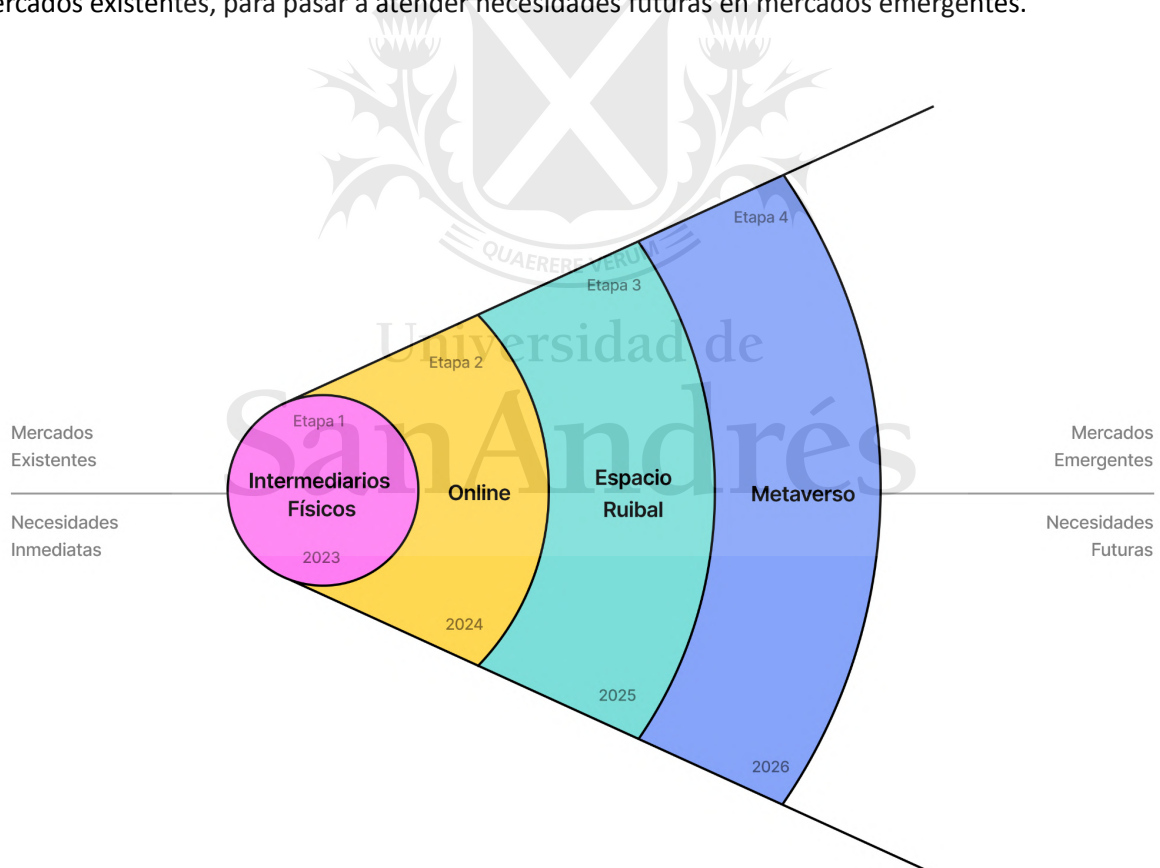 ercados existentes, para pasar a atender necesidades futuras en mercados emergentes.
QUAERERE VERUM
Universidad de
SanAndrés
Etapa 4
Etapa 3
Etapa 2
Etapa 1
Mercados
Existentes
Necesidades
Inmediatas
Intermediarios
Físicos
2023
Online
2024
Espacio
Ruibal
2025
Metaverso
2026
Mercados
Emergentes
Necesidades
Futuras